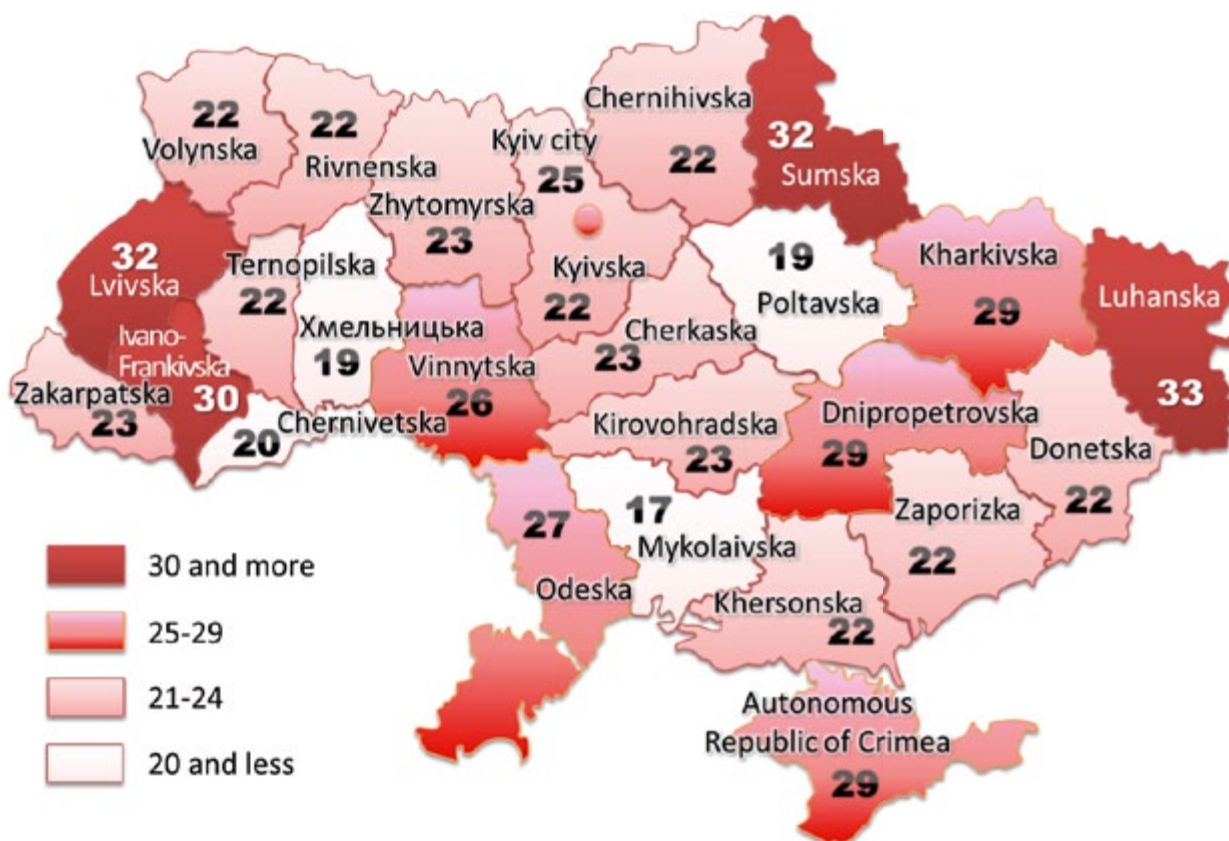 Chernihivska
22
32
Sumska
22
Volynska
22
Rivnenska
Kyiv city
25
Zhytomyrska
23
Kyivska
22
19
Poltavska
Kharkivska
29
Luhanska
33
32
Lvivska
Ternopilska
22
Хмельницька
19
Vinnytska
26
Cherkaska
23
Ivano-
Frankivska
30
Zakarpatska
23
Chernivetska
20
Kirovohradska
23
Dnipropetrovska
29
Donetska
22
27
Odeska
17
Mykolaivska
Zaporizka
22
Khersonska
22
Autonomous
Republic of Crimea
29
30 and more
25-29
21-24
20 and less